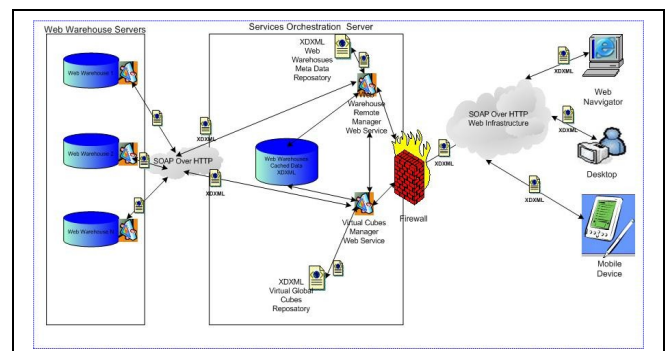 Web Warehouse Servers
Services Orchestration Server
XDXML
Web
Warehosues
Meta Data
Reposatory
Web Warehouse 1
XDXML
Web
Warehouse
Remote
Manager
Web Service
XDXML
Web
Navvigator
SOAP Over HTTP
Web Infrastructure
XDXML
Web Warehouse 2
SOAP Over HTTP
Web Warehouses
Cached Data
XDXML
XDXML
Desktop
XDXML
Firewall
XDXML
Web Warehouse N
Virtual Cubes
Manager
Web Service
Mobile
Device
XDXML
Virtual Global
Cubes
Reposatory